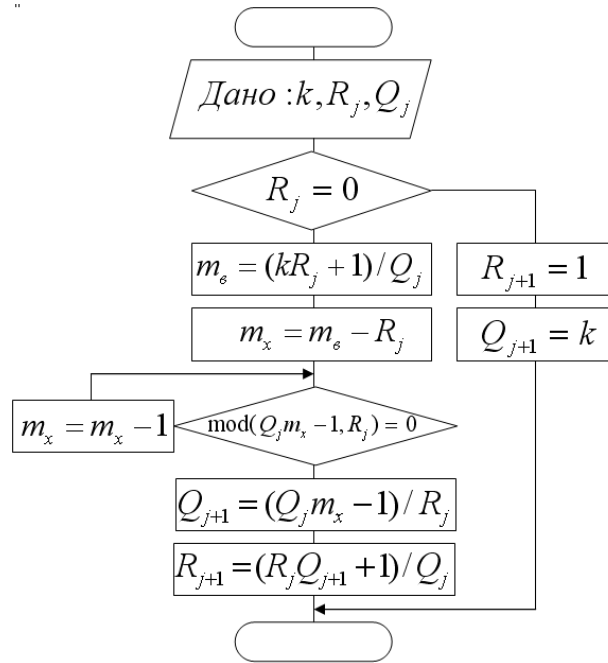 "
Дано : k, R_j, Q_j
R_j = 0
m_в = (kR_j + 1) / Q_j
R_{j+1} = 1
m_x = m_в − R_j
Q_{j+1} = k
m_x = m_x − 1
mod(Q_j m_x − 1, R_j) = 0
Q_{j+1} = (Q_j m_x − 1) / R_j
R_{j+1} = (R_j Q_{j+1} + 1) / Q_j